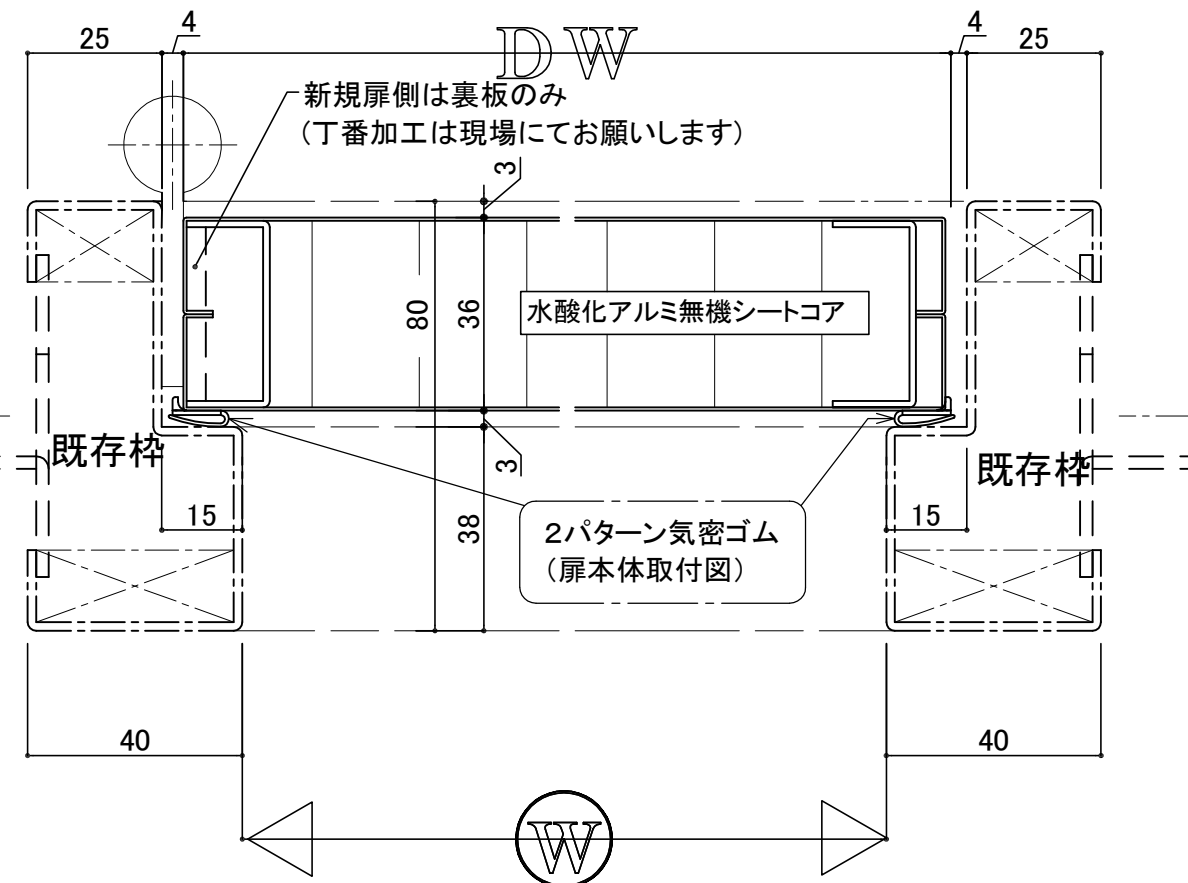 25
4
DW
4
25
新規扉側は裏板のみ
(丁番加工は現場にてお願いします)
3
80
36
水酸化アルミ無機シートコア
既存枠
既存枠
3
15
15
38
2パターン気密ゴム
(扉本体取付図)
40
40
W